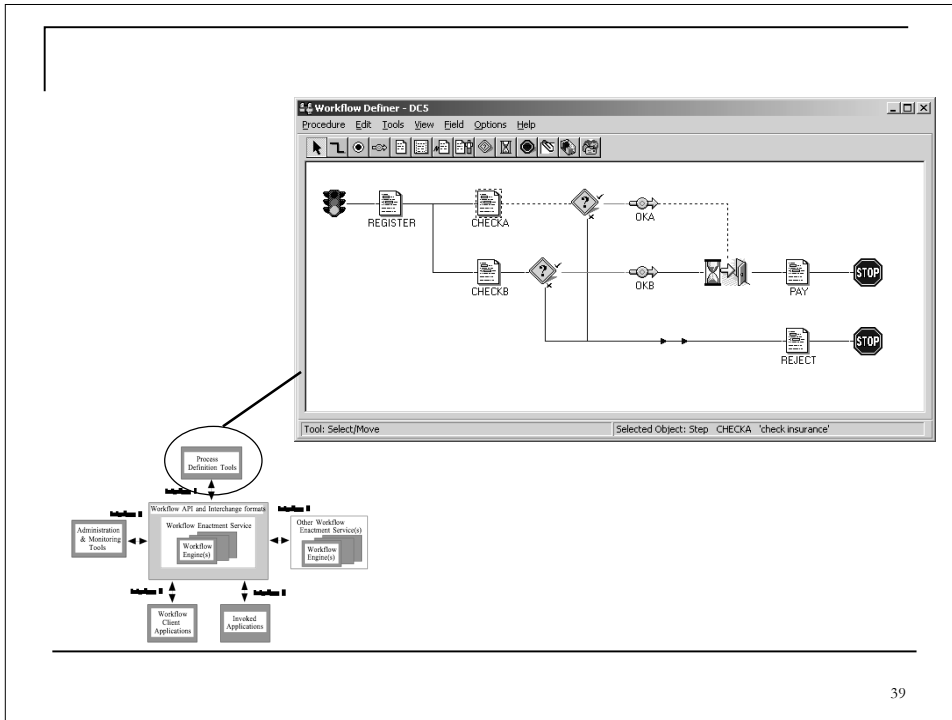 Workflow Definer - DC5
Procedure Edit Tools View Field Options Help
REGISTER
CHECKA
OKA
CHECKB
OKB
PAY
STOP
REJECT
STOP
Tool: Select/Move
Selected Object: Step CHECKA 'check insurance'
Process
Definition Tools
Workflow API and Interchange formats
Workflow Enactment Service
Workflow
Engine(s)
Administration
& Monitoring
Tools
Other Workflow
Enactment Service(s)
Workflow
Engine(s)
Workflow
Client
Applications
Invoked
Applications
39